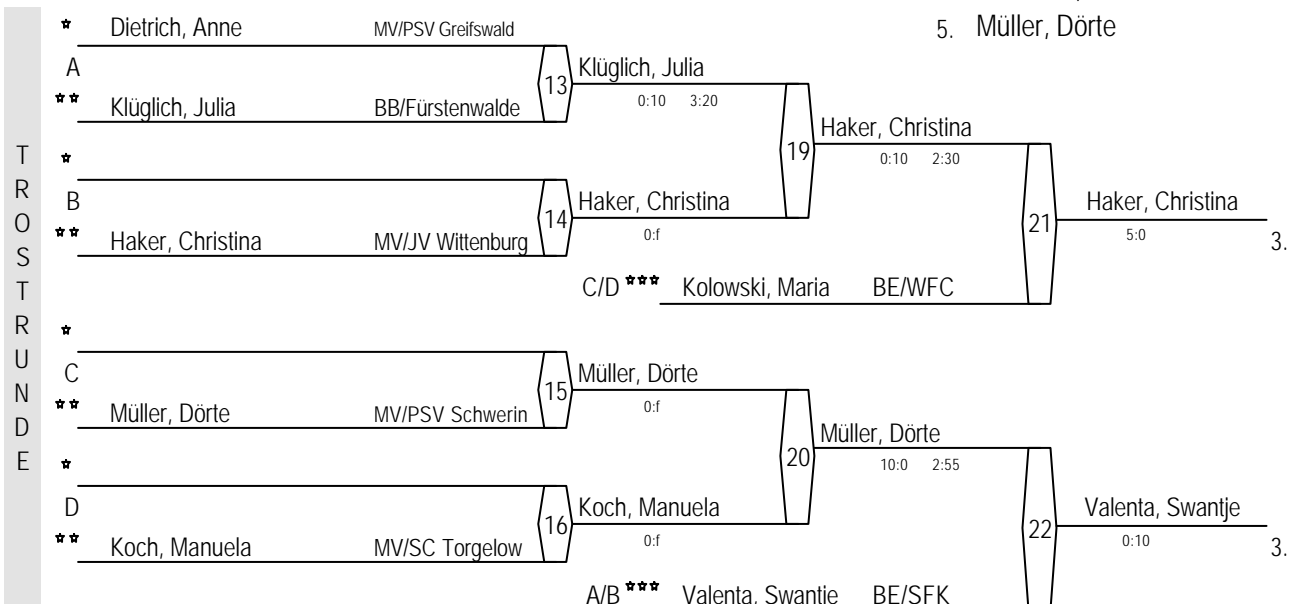 5. Müller, Dörte
TROSTRUNDE
Dietrich, Anne MV/PSV Greifswald
A
13
Klüglich, Julia
0:10 3:20
Klüglich, Julia BB/Fürstenwalde
19
Haker, Christina
0:10 2:30
B
14
Haker, Christina
0:f
Haker, Christina MV/JV Wittenburg
21
Haker, Christina
5:0
3.
C/D Kolowski, Maria BE/WFC
C
15
Müller, Dörte
0:f
Müller, Dörte MV/PSV Schwerin
20
Müller, Dörte
10:0 2:55
D
16
Koch, Manuela
0:f
Koch, Manuela MV/SC Torgelow
22
Valenta, Swantje
0:10
3.
A/B Valenta, Swantje BE/SFK